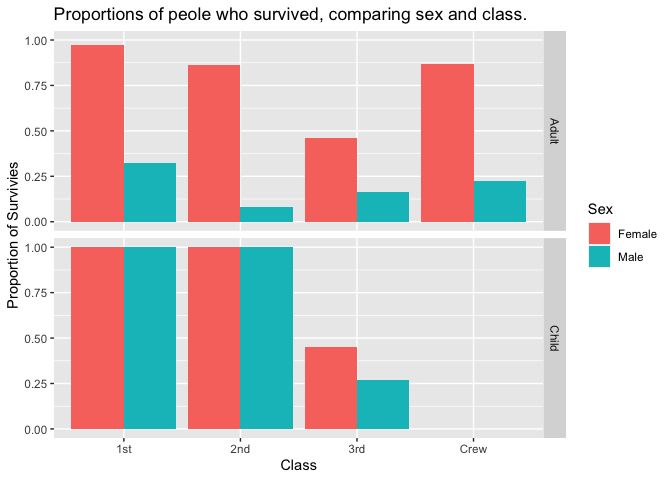 Proportions of peole who survived, comparing sex and class.
1.00
0.75
0.50
0.25
0.00
Adult
1.00
0.75
0.50
0.25
0.00
Child
Proportion of Survivies
1st 2nd 3rd Crew
Class
Sex
Female
Male